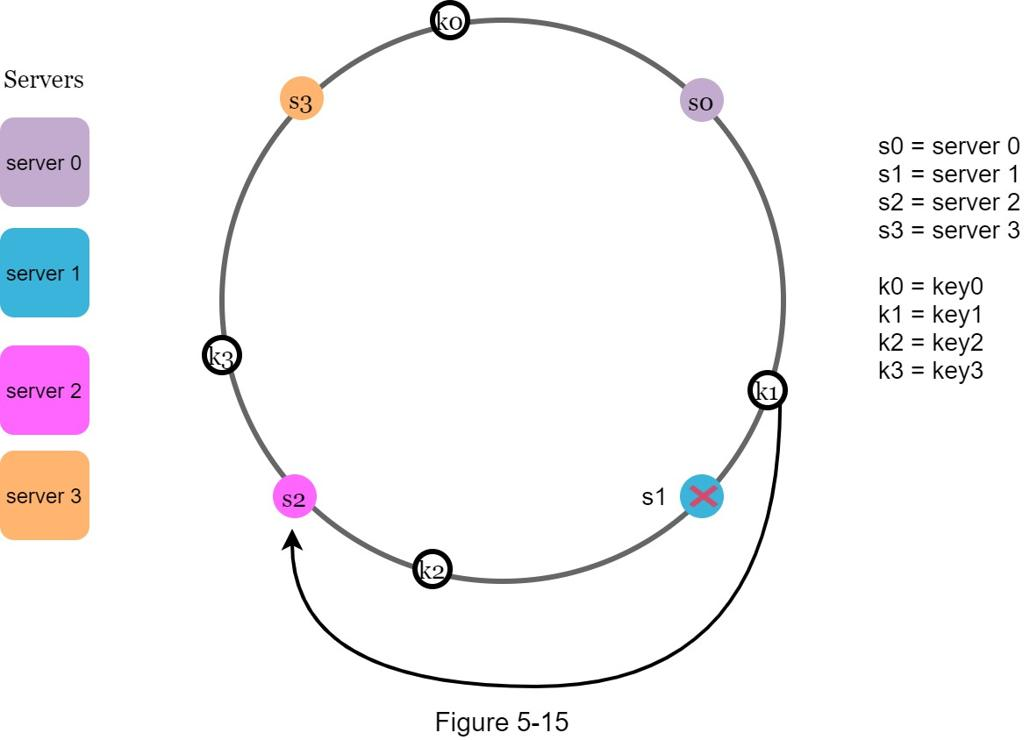 Servers
server 0
server 1
server 2
server 3
k0
s3
s0
k3
k1
s2
s1
k2
s0 = server 0
s1 = server 1
s2 = server 2
s3 = server 3
k0 = key0
k1 = key1
k2 = key2
k3 = key3
Figure 5-15